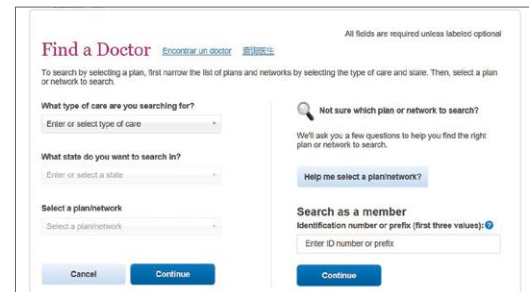 All fields are required unless labeled optional
Find a Doctor Encontrar un doctor 查詢医生
To search by selecting a plan, first narrow the list of plans and networks by selecting the type of care and state. Then, select a plan
or network to search.
What type of care are you searching for?
Enter or select type of care
What state do you want to search in?
Enter or select a state
Select a plan/network
Select a plan/network
Cancel
Continue
Not sure which plan or network to search?
We'll ask you a few questions to help you find the right
plan or network to search.
Help me select a plan/network?
Search as a member
Identification number or prefix (first three values): ?
Enter ID number or prefix
Continue